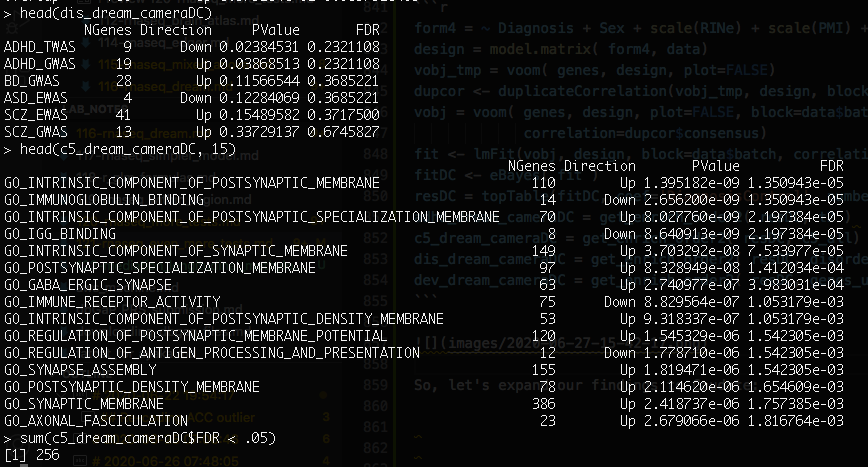 > head(dis_dream_cameraDC)
NGenes Direction PValue FDR
ADHD_TWAS 9 Down 0.02384531 0.2321108
ADHD_GWAS 19 Up 0.03868513 0.2321108
BD_GWAS 28 Up 0.11566544 0.3685221
ASD_EWAS 4 Down 0.12284069 0.3685221
SCZ_EWAS 41 Up 0.15489582 0.3717500
SCZ_GWAS 13 Up 0.33729137 0.6745827
> head(c5_dream_cameraDC, 15)
NGenes Direction PValue FDR
GO_INTRINSIC_COMPONENT_OF_POSTSYNAPTIC_MEMBRANE 110 Up 1.395182e-09 1.350943e-05
GO_IMMUNOGLOBULIN_BINDING 14 Down 2.656200e-09 1.350943e-05
GO_INTRINSIC_COMPONENT_OF_POSTSYNAPTIC_SPECIALIZATION_MEMBRANE 70 Up 8.027760e-09 2.197384e-05
GO_IGG_BINDING 8 Down 8.640913e-09 2.197384e-05
GO_INTRINSIC_COMPONENT_OF_SYNAPTIC_MEMBRANE 149 Up 3.703292e-08 7.533977e-05
GO_POSTSYNAPTIC_SPECIALIZATION_MEMBRANE 97 Up 8.328949e-08 1.412034e-04
GO_GABA_ERGIC_SYNAPSE 63 Up 2.740977e-07 3.983031e-04
GO_IMMUNE_RECEPTOR_ACTIVITY 75 Down 8.829564e-07 1.053179e-03
GO_INTRINSIC_COMPONENT_OF_POSTSYNAPTIC_DENSITY_MEMBRANE 53 Up 9.318337e-07 1.053179e-03
GO_REGULATION_OF_POSTSYNAPTIC_MEMBRANE_POTENTIAL 120 Up 1.545329e-06 1.542305e-03
GO_REGULATION_OF_ANTIGEN_PROCESSING_AND_PRESENTATION 12 Down 1.778710e-06 1.542305e-03
GO_SYNAPSE_ASSEMBLY 155 Up 1.819471e-06 1.542305e-03
GO_POSTSYNAPTIC_DENSITY_MEMBRANE 78 Up 2.114620e-06 1.654609e-03
GO_SYNAPTIC_MEMBRANE 386 Up 2.418737e-06 1.757385e-03
GO_AXONAL_FASCICULATION 23 Up 2.679066e-06 1.816764e-03
> sum(c5_dream_cameraDC$FDR < .05)
[1] 256
```r
form4 = ~ Diagnosis + Sex + scale(RINe) + scale(PMI) +
design = model.matrix( form4, data)
vobj_tmp = voom( genes, design, plot=FALSE)
dupcor <- duplicateCorrelation(vobj_tmp, design, block
vobj = voom( genes, design, plot=FALSE, block=data$b
correlation=dupcor$consensus)
fit <- lmFit(vobj, design, block=data$batch, correlati